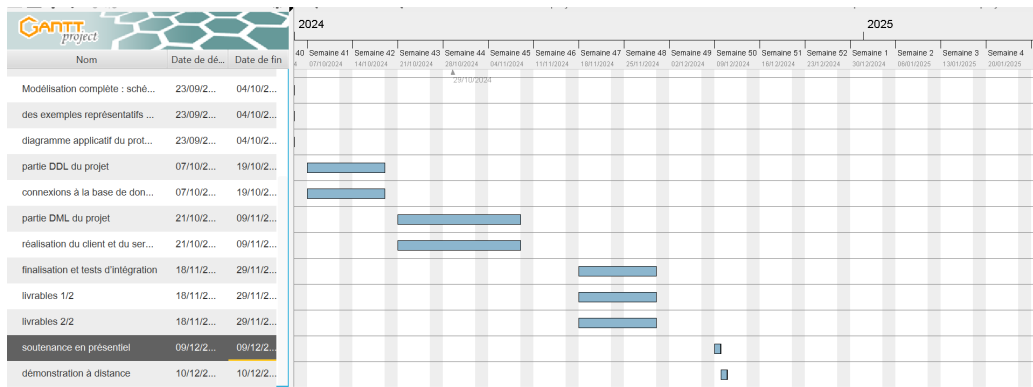 GANTT
project
2024
2025
Nom
Date de dé...
Date de fin
40
Semaine 41
Semaine 42
Semaine 43
Semaine 44
Semaine 45
Semaine 46
Semaine 47
Semaine 48
Semaine 49
Semaine 50
Semaine 51
Semaine 52
Semaine 1
Semaine 2
Semaine 3
Semaine 4
4
07/10/2024
14/10/2024
21/10/2024
28/10/2024
04/11/2024
11/11/2024
18/11/2024
25/11/2024
02/12/2024
09/12/2024
16/12/2024
23/12/2024
30/12/2024
06/01/2025
13/01/2025
20/01/2025
29/10/2024
Modélisation complète : sché... 23/09/2... 04/10/2...
des exemples représentatifs ... 23/09/2... 04/10/2...
diagramme applicatif du prot... 23/09/2... 04/10/2...
partie DDL du projet 07/10/2... 19/10/2...
connexions à la base de don... 07/10/2... 19/10/2...
partie DML du projet 21/10/2... 09/11/2...
réalisation du client et du ser... 21/10/2... 09/11/2...
finalisation et tests d'intégration 18/11/2... 29/11/2...
livrables 1/2 18/11/2... 29/11/2...
livrables 2/2 18/11/2... 29/11/2...
soutenance en présentiel 09/12/2... 09/12/2...
démonstration à distance 10/12/2... 10/12/2...